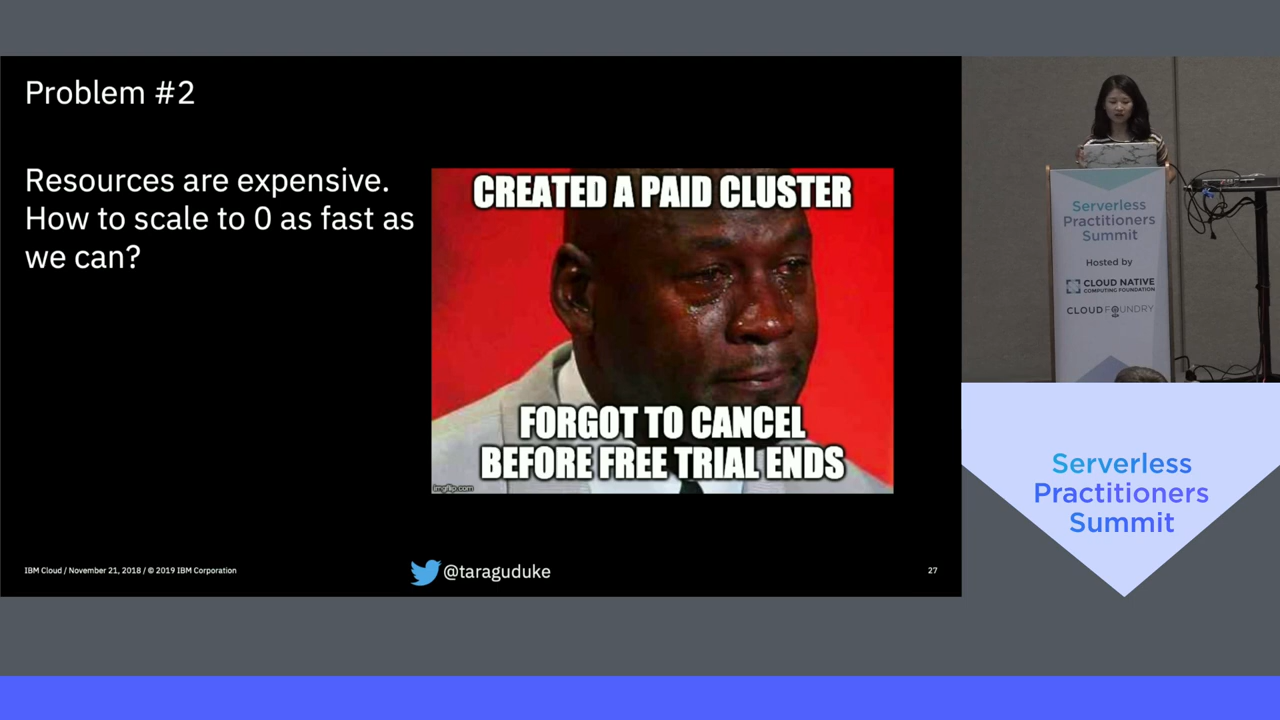 Problem #2
Resources are expensive.
How to scale to 0 as fast as
we can?
CREATED A PAID CLUSTER
FORGOT TO CANCEL
BEFORE FREE TRIAL ENDS
imgflip.com
IBM Cloud / November 21, 2018 / © 2019 IBM Corporation
@taraguduke
27
Serverless
Practitioners
Summit
Hosted by
CLOUD NATIVE
COMPUTING FOUNDATION
CLOUD FOUNDRY
Serverless
Practitioners
Summit